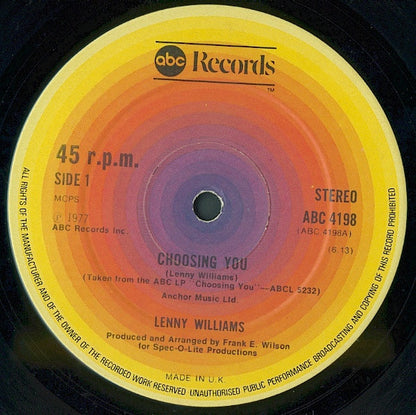 abc Records
TM
45 r.p.m.
SIDE 1
MCPS
℗ 1977
ABC Records Inc.
STEREO
ABC 4198
(ABC 4198A)
(6.13)
CHOOSING YOU
(Lenny Williams)
(Taken from the ABC LP "Choosing You"—ABCL 5232)
Anchor Music Ltd
LENNY WILLIAMS
Produced and Arranged by Frank E. Wilson
for Spec-O-Lite Productions
MADE IN U.K.
ALL RIGHTS OF THE MANUFACTURER AND OF THE OWNER OF THE RECORDED WORK RESERVED UNAUTHORISED PUBLIC PERFORMANCE BROADCASTING AND COPYING OF THIS RECORD PROHIBITED